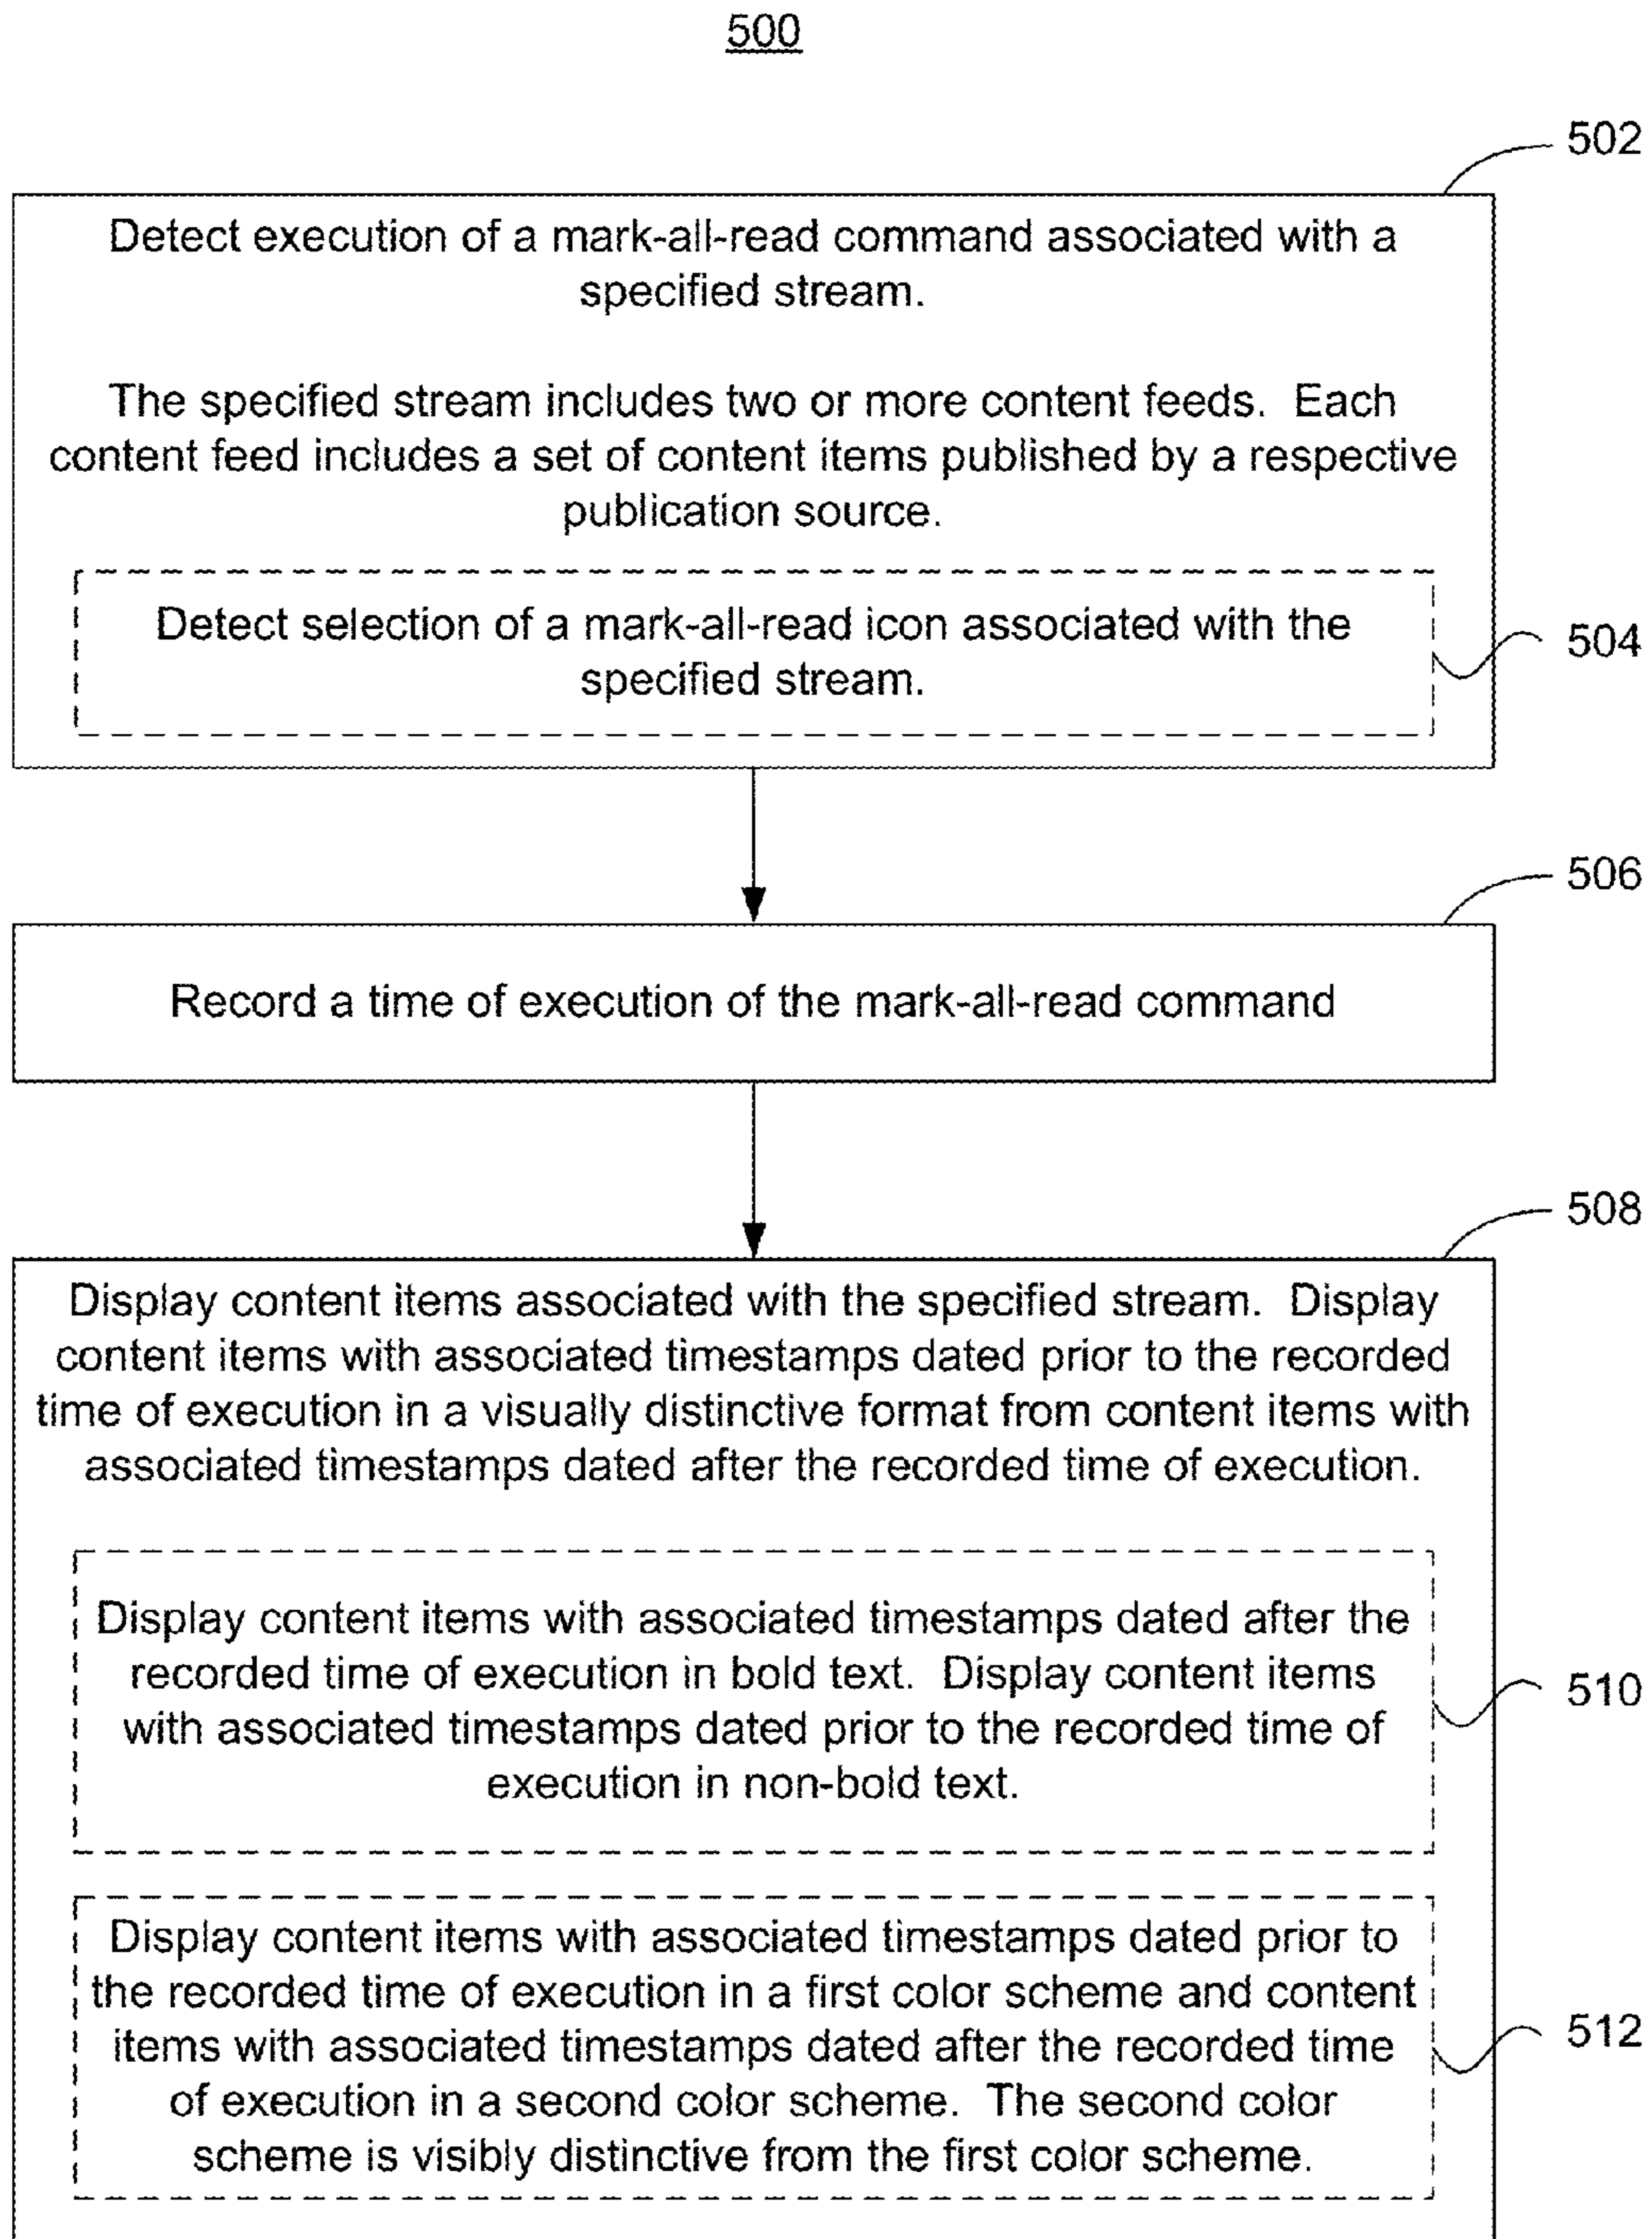 500
502
Detect execution of a mark-all-read command associated with a
specified stream.
The specified stream includes two or more content feeds.  Each
content feed includes a set of content items published by a respective
publication source.
Detect selection of a mark-all-read icon associated with the
specified stream.
504
506
Record a time of execution of the mark-all-read command
508
Display content items associated with the specified stream.  Display
content items with associated timestamps dated prior to the recorded
time of execution in a visually distinctive format from content items with
associated timestamps dated after the recorded time of execution.
Display content items with associated timestamps dated after the
recorded time of execution in bold text.  Display content items
with associated timestamps dated prior to the recorded time of
execution in non-bold text.
510
Display content items with associated timestamps dated prior to
the recorded time of execution in a first color scheme and content
items with associated timestamps dated after the recorded time
of execution in a second color scheme.  The second color
scheme is visibly distinctive from the first color scheme.
512